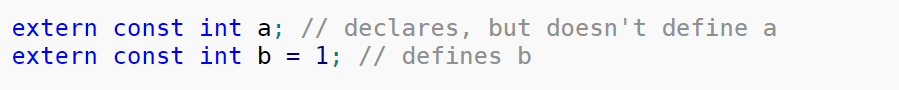 extern const int a; // declares, but doesn't define a
extern const int b = 1; // defines b